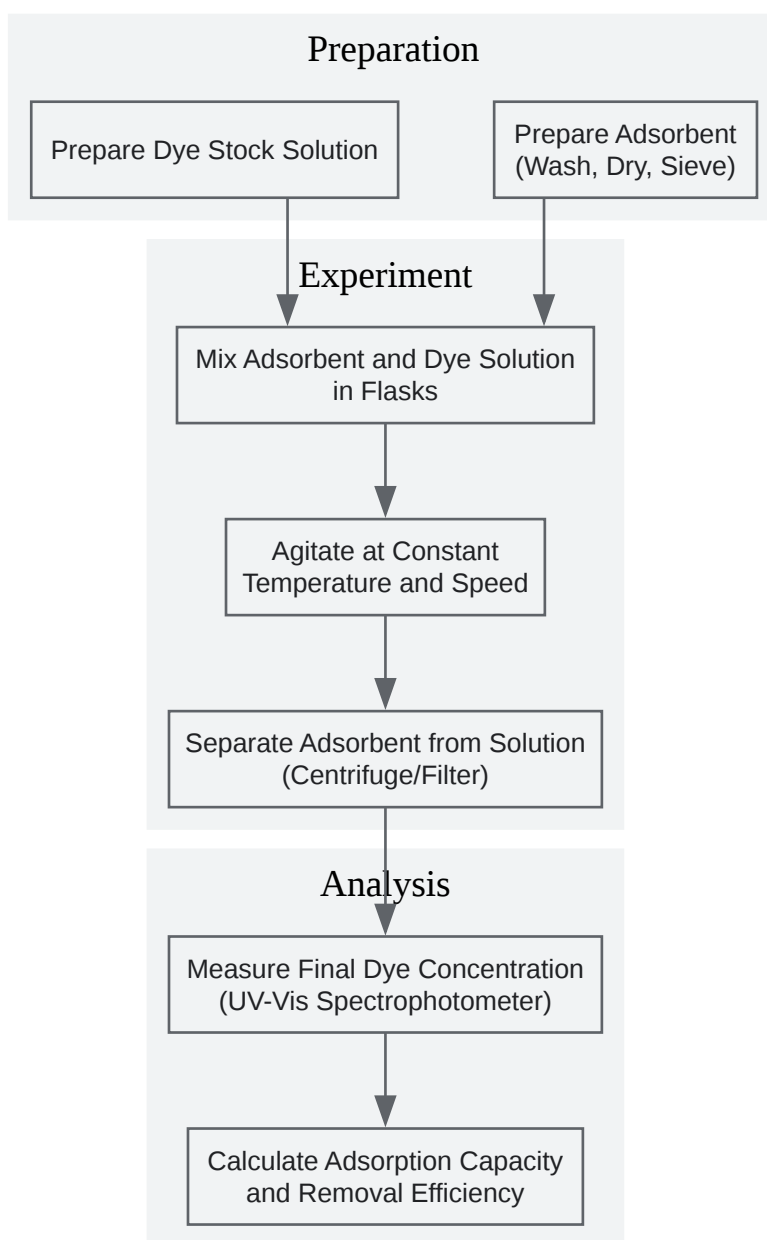 Preparation
Prepare Dye Stock Solution
Prepare Adsorbent
(Wash, Dry, Sieve)
Experiment
Mix Adsorbent and Dye Solution
in Flasks
Agitate at Constant
Temperature and Speed
Separate Adsorbent from Solution
(Centrifuge/Filter)
Analysis
Measure Final Dye Concentration
(UV-Vis Spectrophotometer)
Calculate Adsorption Capacity
and Removal Efficiency